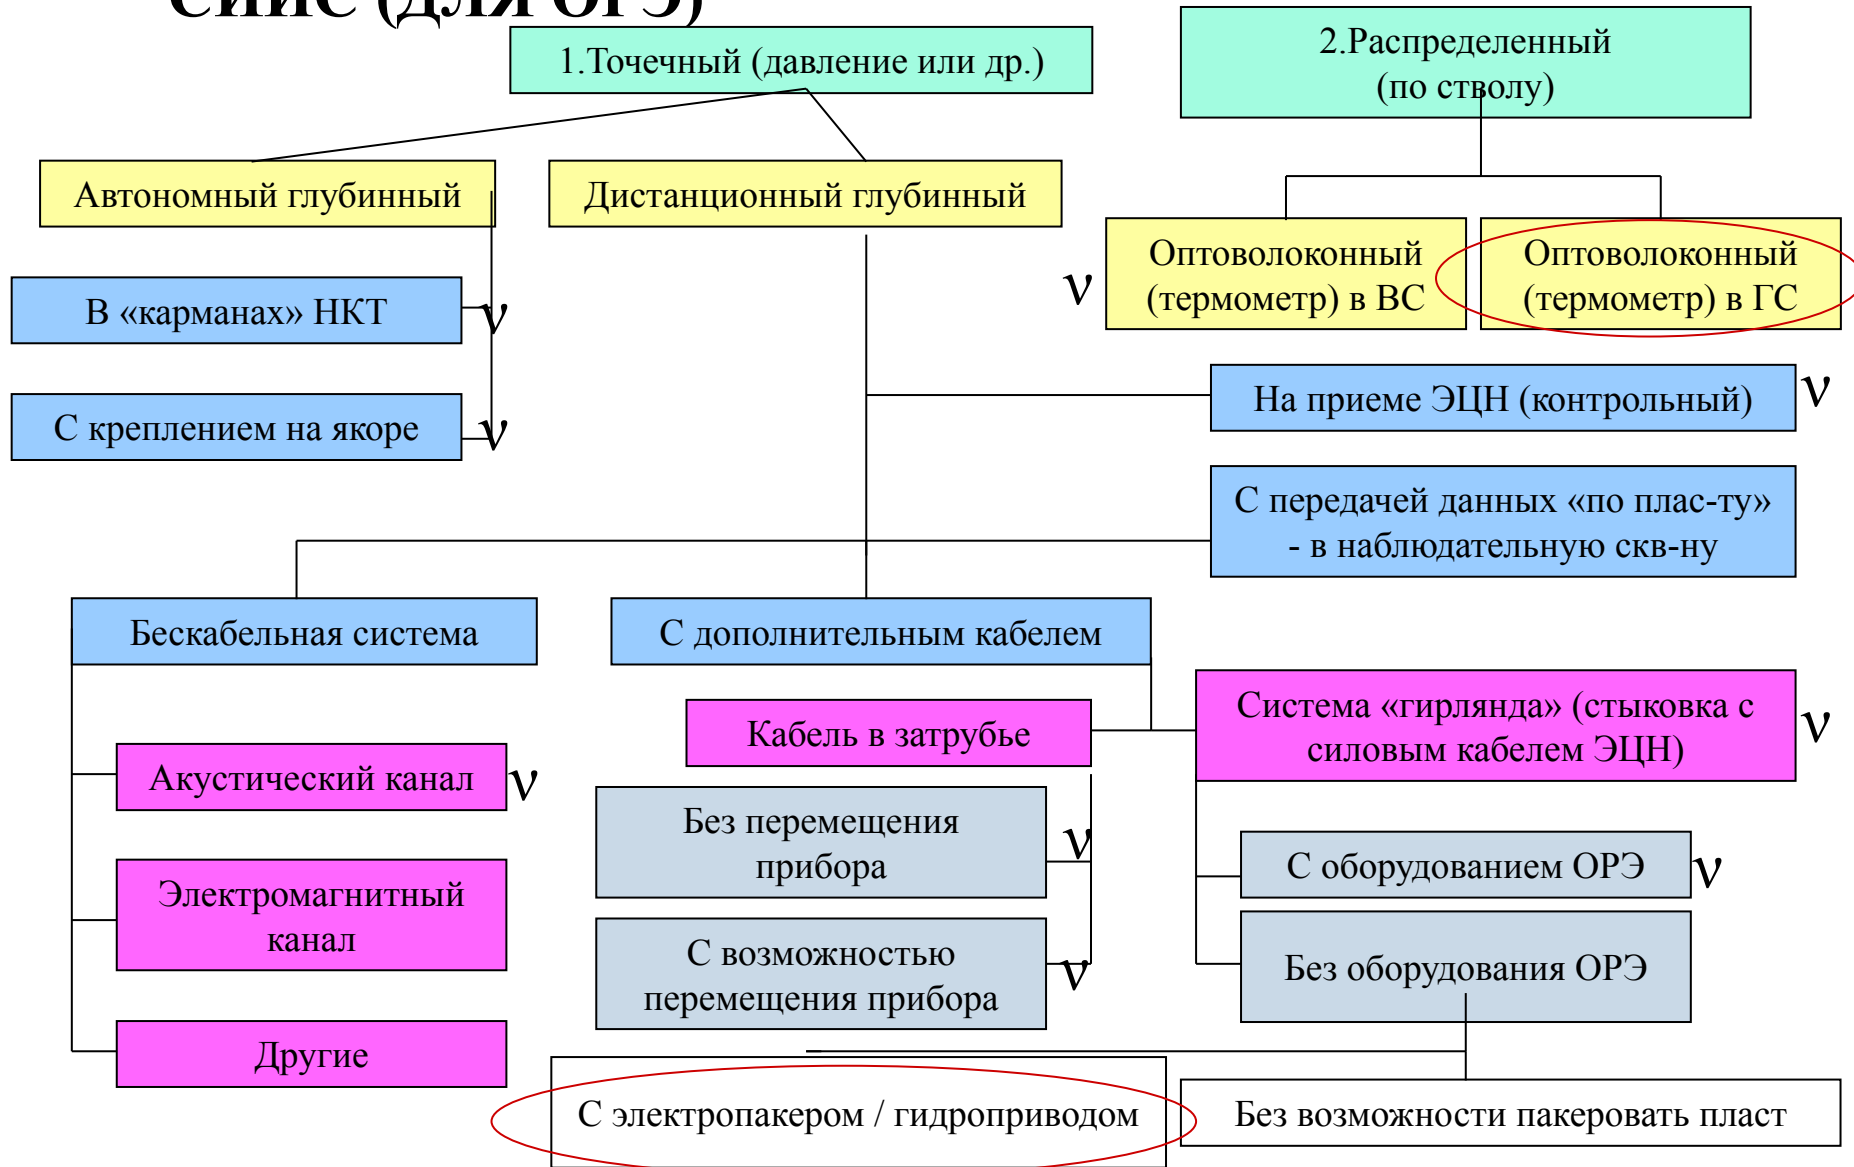 СИИС (ДЛЯ ОРЭ)
1.Точечный (давление или др.)
2.Распределенный
(по стволу)
Автономный глубинный
Дистанционный глубинный
Оптоволоконный
(термометр) в ВС
Оптоволоконный
(термометр) в ГС
ν
В «карманах» НКТ
ν
На приеме ЭЦН (контрольный)
ν
С креплением на якоре
ν
С передачей данных «по плас-ту»
- в наблюдательную скв-ну
Бескабельная система
С дополнительным кабелем
Кабель в затрубье
Система «гирлянда» (стыковка с
силовым кабелем ЭЦН)
ν
Акустический канал
ν
Без перемещения
прибора
ν
С оборудованием ОРЭ
ν
Электромагнитный
канал
С возможностью
перемещения прибора
ν
Без оборудования ОРЭ
Другие
С электропакером / гидроприводом
Без возможности пакеровать пласт